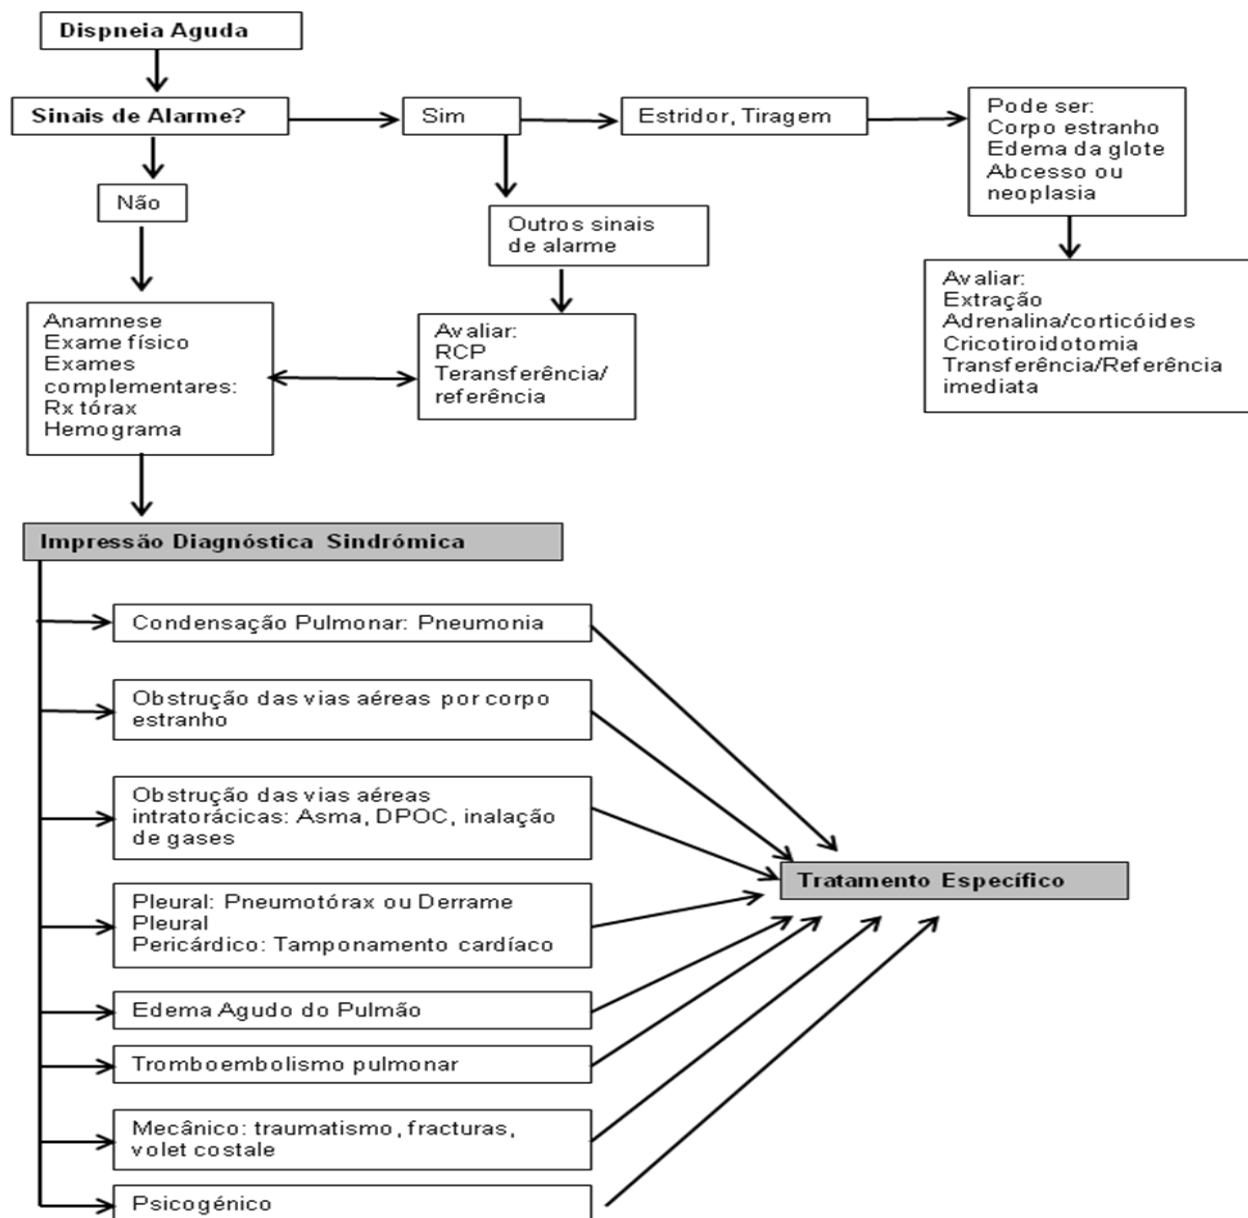 Dispneia Aguda
Sinais de Alarme?
Sim
Estridor, Tiragem
Pode ser:
Corpo estranho
Edema da glote
Abcesso ou
neoplasia
Não
Outros sinais
de alarme
Avaliar:
Extração
Adrenalina/corticóides
Cricotiroidotomia
Transferência/Referência
imediata
Anamnese
Exame físico
Exames
complementares:
Rx tórax
Hemograma
Avaliar:
RCP
Teransferência/
referência
Impressão Diagnóstica Sindrómica
Condensação Pulmonar: Pneumonia
Obstrução das vias aéreas por corpo
estranho
Obstrução das vias aéreas
intratorácicas: Asma, DPOC, inalação
de gases
Pleural: Pneumotórax ou Derrame
Pleural
Pericárdico: Tamponamento cardíaco
Edema Agudo do Pulmão
Tromboembolismo pulmonar
Mecânico: traumatismo, fracturas,
volet costale
Psicogénico
Tratamento Específico